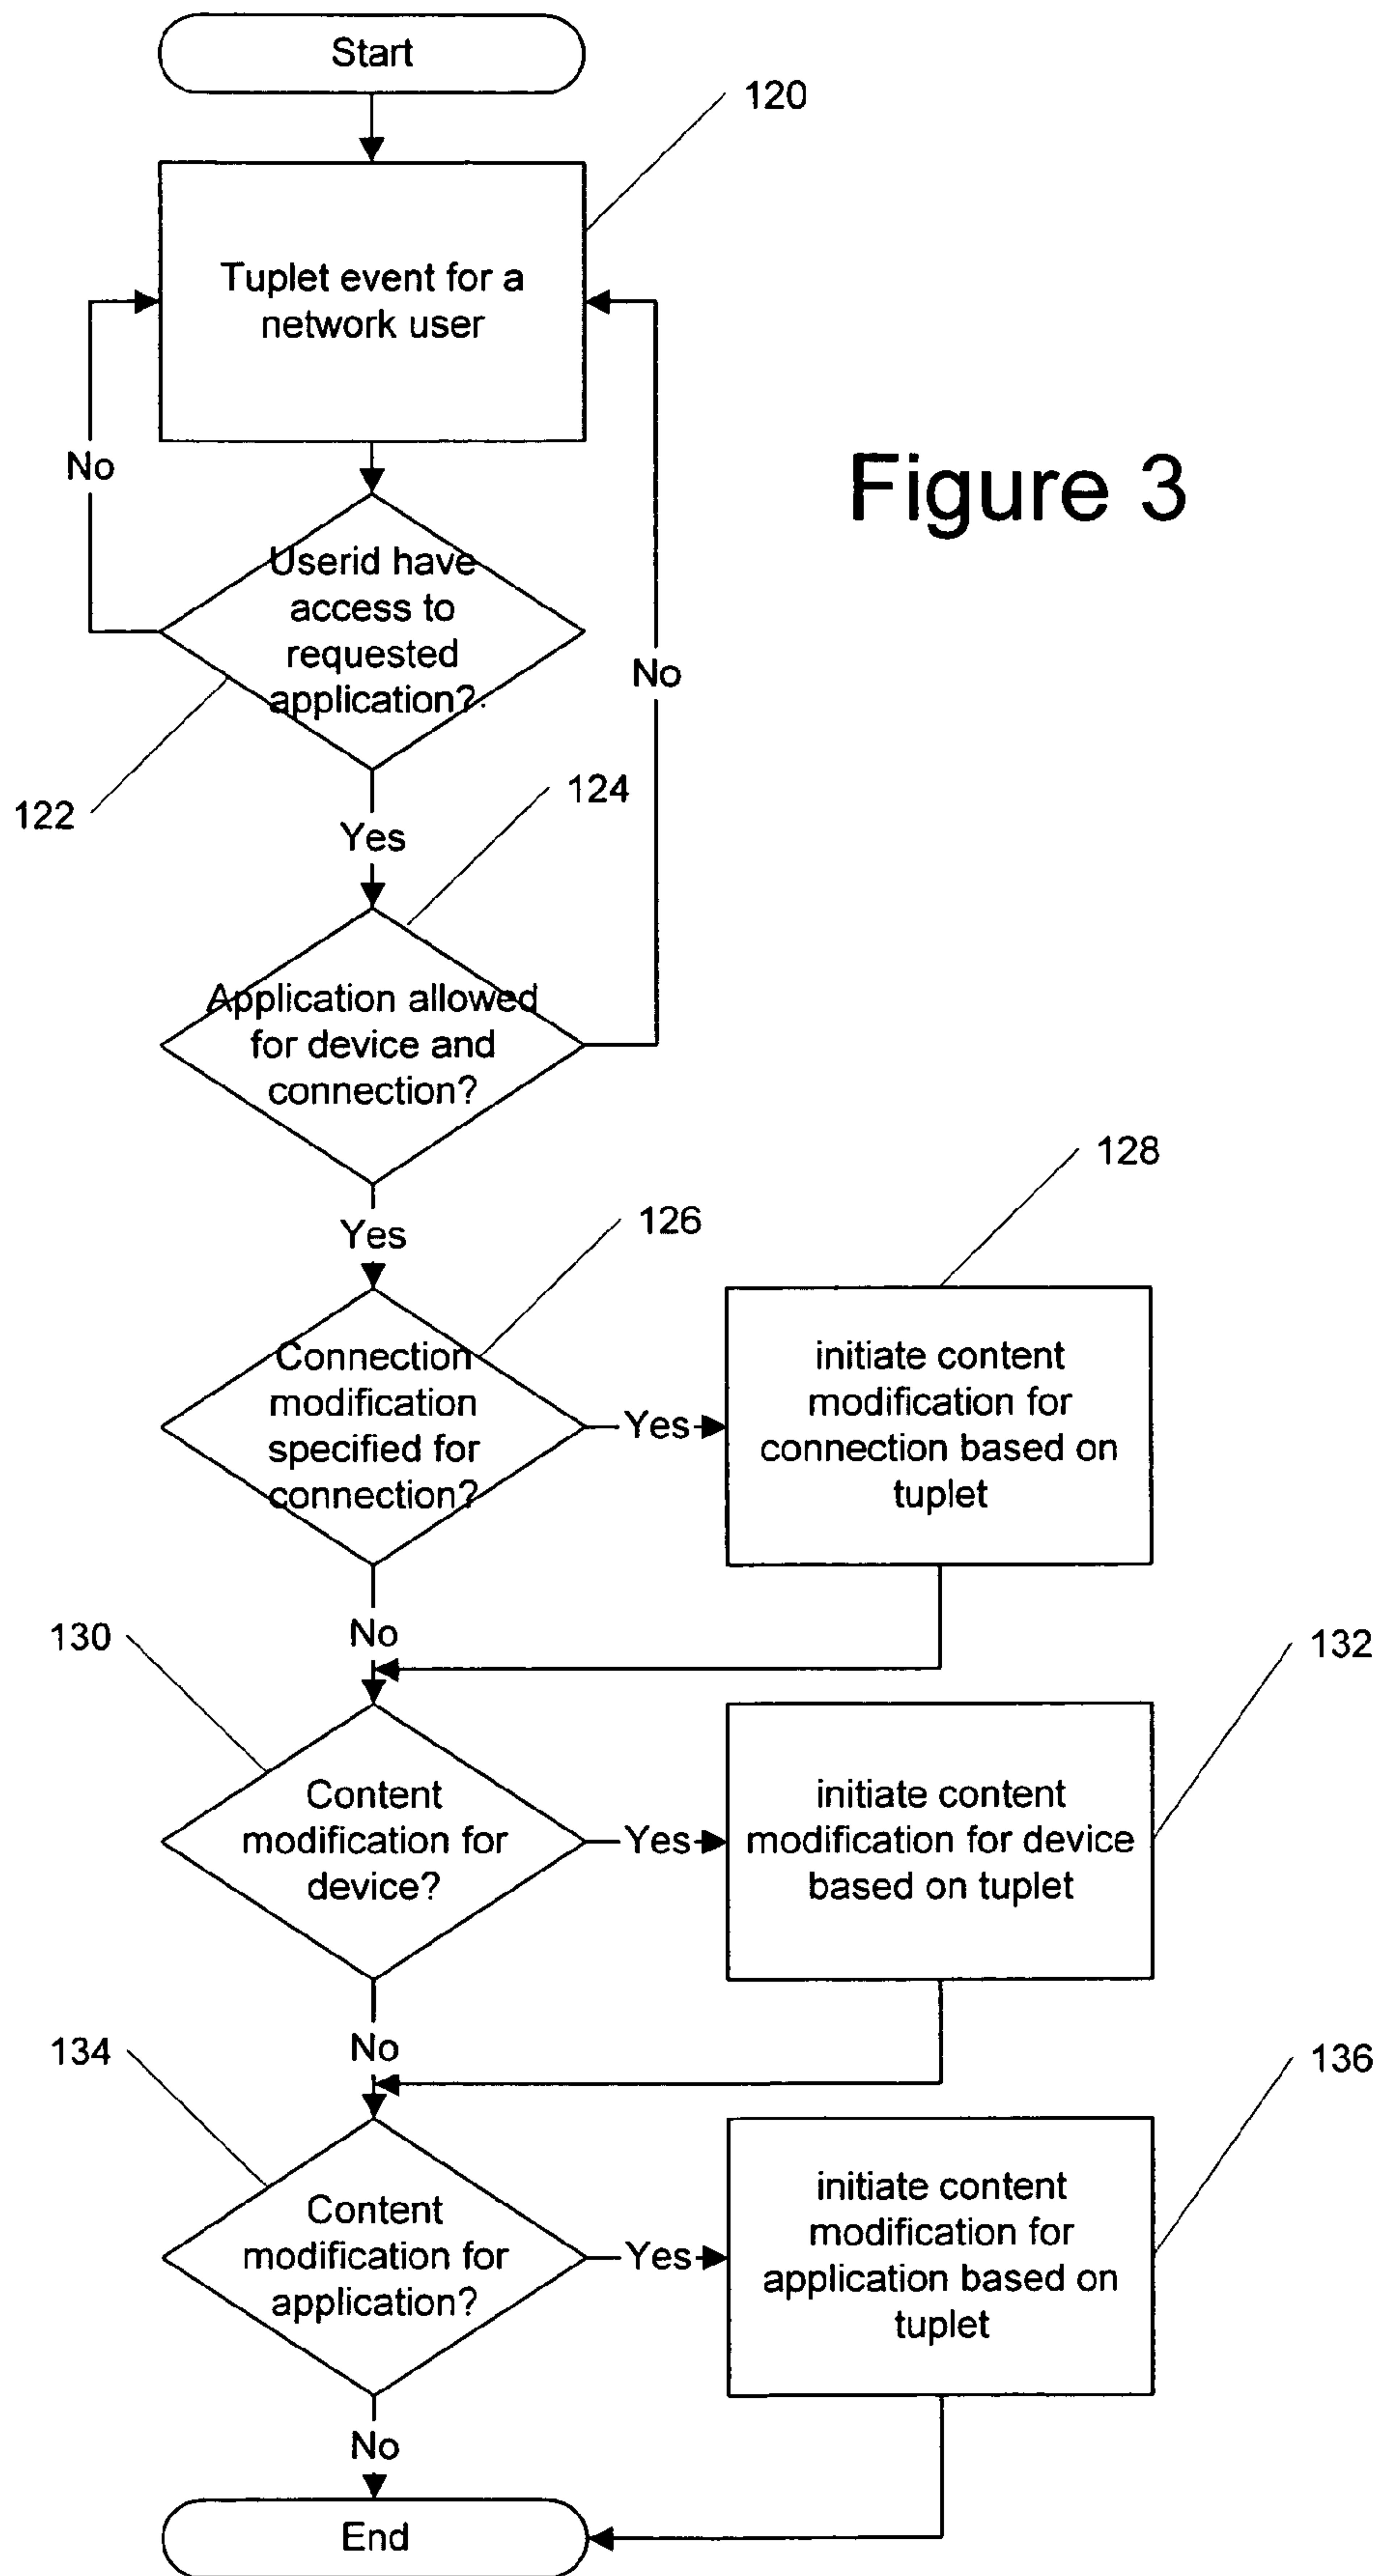 Start
120
Tuplet event for a
network user
No
Figure 3
Userid have
access to
requested
application?
No
122
124
Yes
Application allowed
for device and
connection?
128
Yes
126
Connection
modification
specified for
connection?
Yes
initiate content
modification for
connection based on
tuplet
No
130
132
Content
modification for
device?
Yes
initiate content
modification for device
based on tuplet
No
134
136
Content
modification for
application?
Yes
initiate content
modification for
application based on
tuplet
No
End